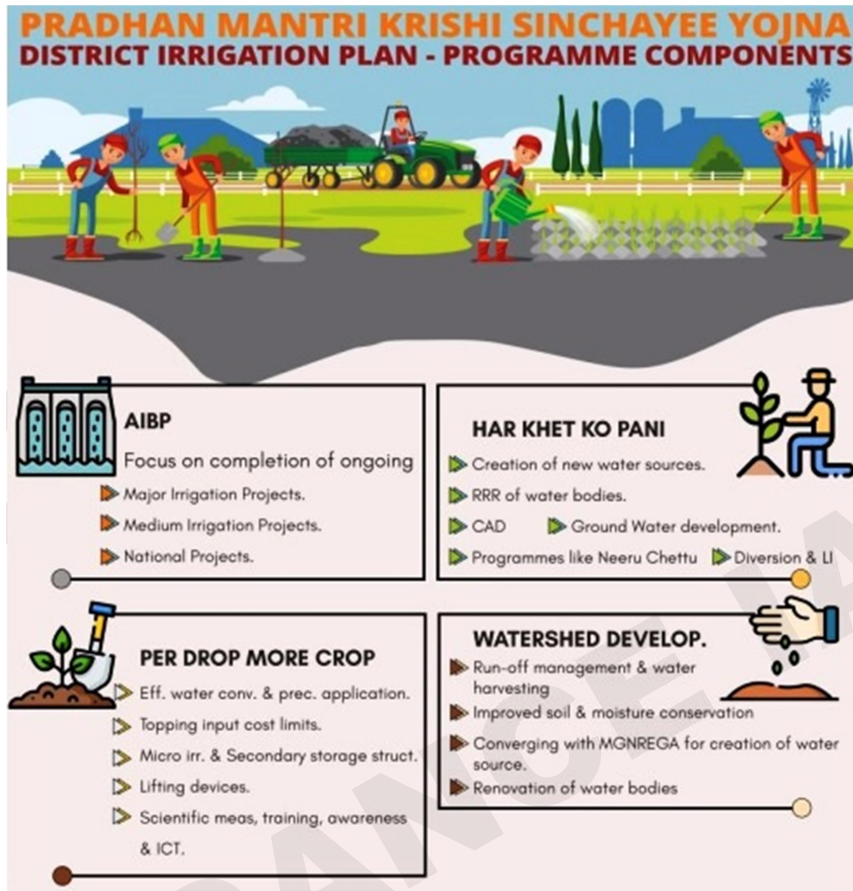 PRADHAN MANTRI KRISHI SINCHAYEE YOJNA
DISTRICT IRRIGATION PLAN - PROGRAMME COMPONENTS
AIBP
Focus on completion of ongoing
Major Irrigation Projects.
Medium Irrigation Projects.
National Projects.
HAR KHET KO PANI
Creation of new water sources.
RRR of water bodies.
CAD Ground Water development.
Programmes like Neeru Chettu Diversion & LI
PER DROP MORE CROP
Eff. water conv. & prec. application.
Topping input cost limits.
Micro irr. & Secondary storage struct.
Lifting devices.
Scientific meas, training, awareness
& ICT.
WATERSHED DEVELOP.
Run-off management & water
harvesting
Improved soil & moisture conservation
Converging with MGNREGA for creation of water
source.
Renovation of water bodies